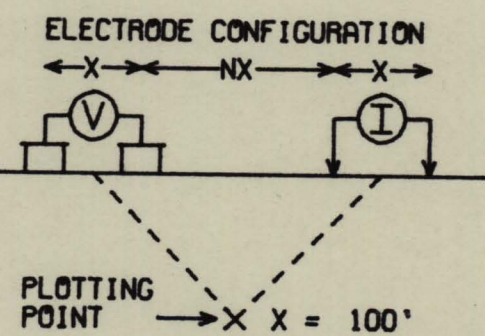 ELECTRODE CONFIGURATION
X NX X
V I
PLOTTING
POINT X X = 100'